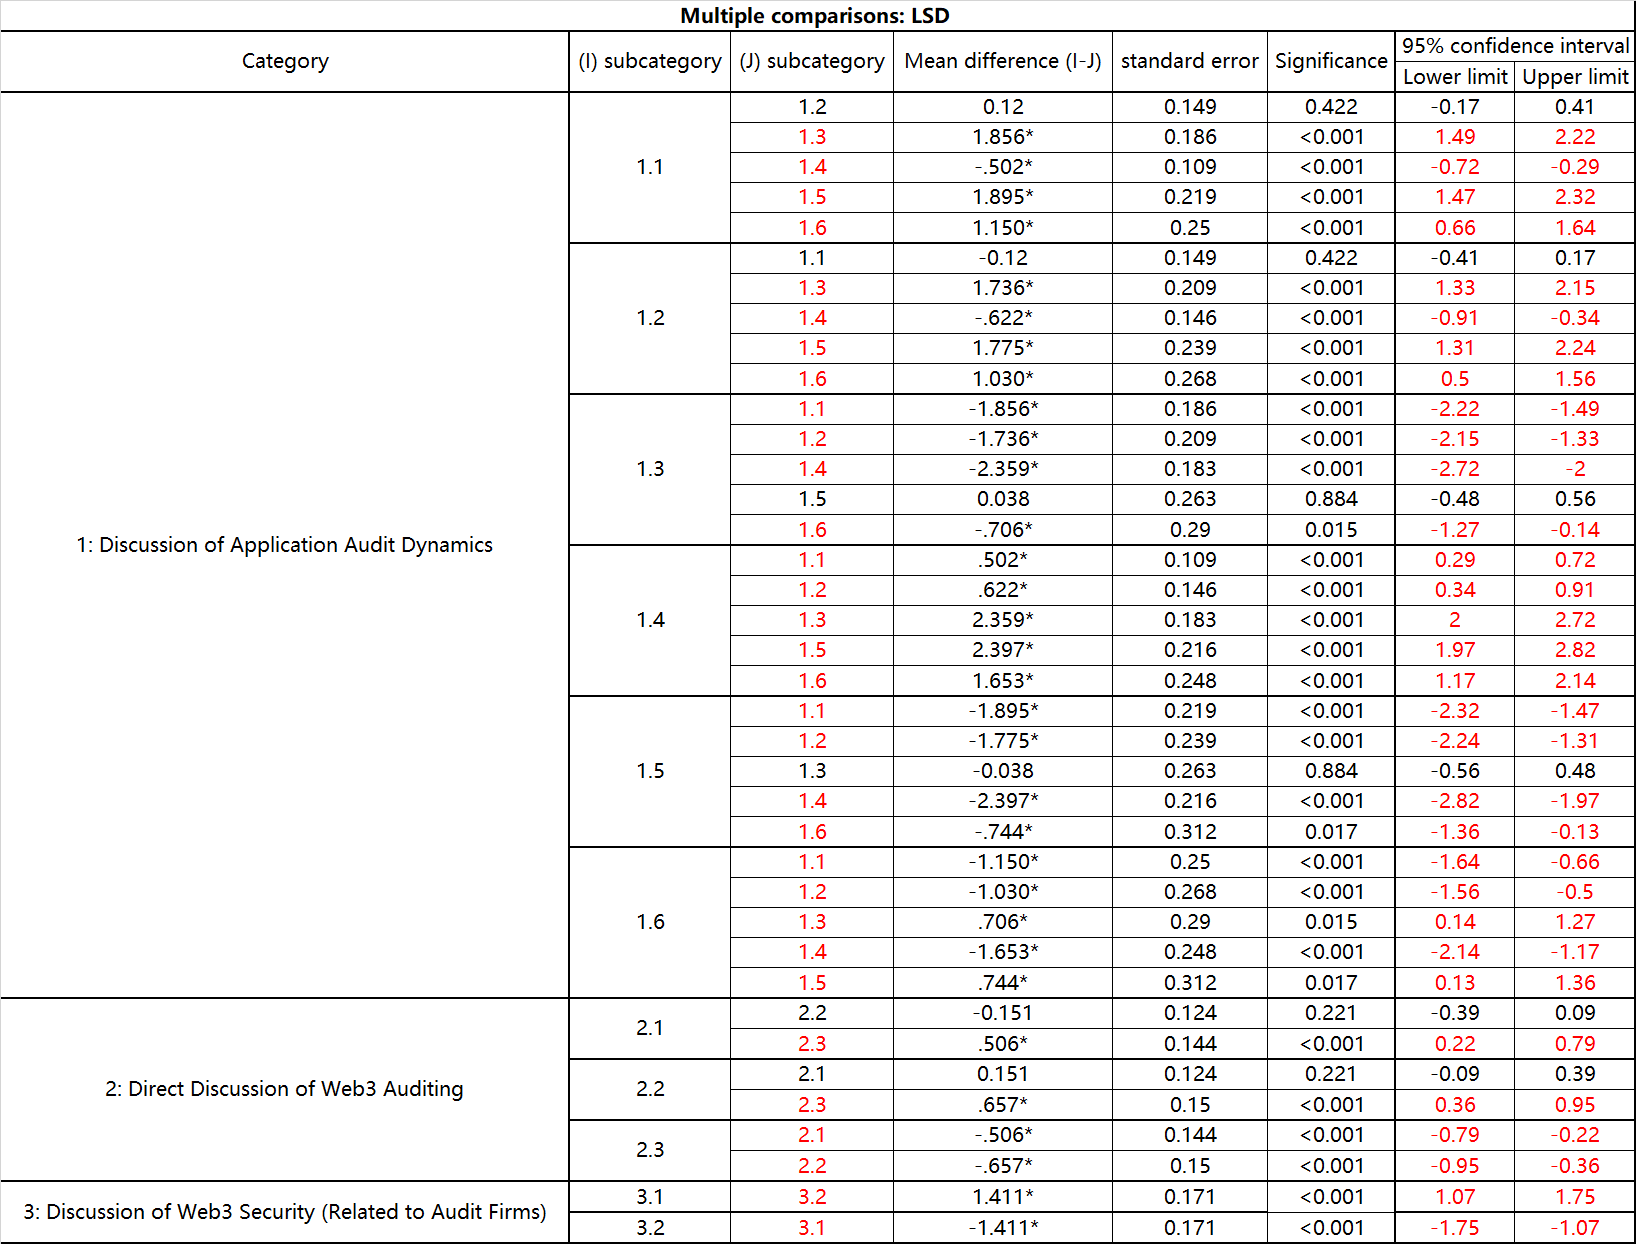 Multiple comparisons: LSD
Category (I) subcategory (J) subcategory Mean difference (I-J) standard error Significance 95% confidence interval
Lower limit Upper limit
1: Discussion of Application Audit Dynamics
1.1
1.2 0.12 0.149 0.422 -0.17 0.41
1.3 1.856* 0.186 <0.001 1.49 2.22
1.4 -.502* 0.109 <0.001 -0.72 -0.29
1.5 1.895* 0.219 <0.001 1.47 2.32
1.6 1.150* 0.25 <0.001 0.66 1.64
1.2
1.1 -0.12 0.149 0.422 -0.41 0.17
1.3 1.736* 0.209 <0.001 1.33 2.15
1.4 -.622* 0.146 <0.001 -0.91 -0.34
1.5 1.775* 0.239 <0.001 1.31 2.24
1.6 1.030* 0.268 <0.001 0.5 1.56
1.3
1.1 -1.856* 0.186 <0.001 -2.22 -1.49
1.2 -1.736* 0.209 <0.001 -2.15 -1.33
1.4 -2.359* 0.183 <0.001 -2.72 -2
1.5 0.038 0.263 0.884 -0.48 0.56
1.6 -.706* 0.29 0.015 -1.27 -0.14
1.4
1.1 .502* 0.109 <0.001 0.29 0.72
1.2 .622* 0.146 <0.001 0.34 0.91
1.3 2.359* 0.183 <0.001 2 2.72
1.5 2.397* 0.216 <0.001 1.97 2.82
1.6 1.653* 0.248 <0.001 1.17 2.14
1.5
1.1 -1.895* 0.219 <0.001 -2.32 -1.47
1.2 -1.775* 0.239 <0.001 -2.24 -1.31
1.3 -0.038 0.263 0.884 -0.56 0.48
1.4 -2.397* 0.216 <0.001 -2.82 -1.97
1.6 -.744* 0.312 0.017 -1.36 -0.13
1.6
1.1 -1.150* 0.25 <0.001 -1.64 -0.66
1.2 -1.030* 0.268 <0.001 -1.56 -0.5
1.3 .706* 0.29 0.015 0.14 1.27
1.4 -1.653* 0.248 <0.001 -2.14 -1.17
1.5 .744* 0.312 0.017 0.13 1.36
2: Direct Discussion of Web3 Auditing
2.1
2.2 -0.151 0.124 0.221 -0.39 0.09
2.3 .506* 0.144 <0.001 0.22 0.79
2.2
2.1 0.151 0.124 0.221 -0.09 0.39
2.3 .657* 0.15 <0.001 0.36 0.95
2.3
2.1 -.506* 0.144 <0.001 -0.79 -0.22
2.2 -.657* 0.15 <0.001 -0.95 -0.36
3: Discussion of Web3 Security (Related to Audit Firms)
3.1 3.2 1.411* 0.171 <0.001 1.07 1.75
3.2 3.1 -1.411* 0.171 <0.001 -1.75 -1.07